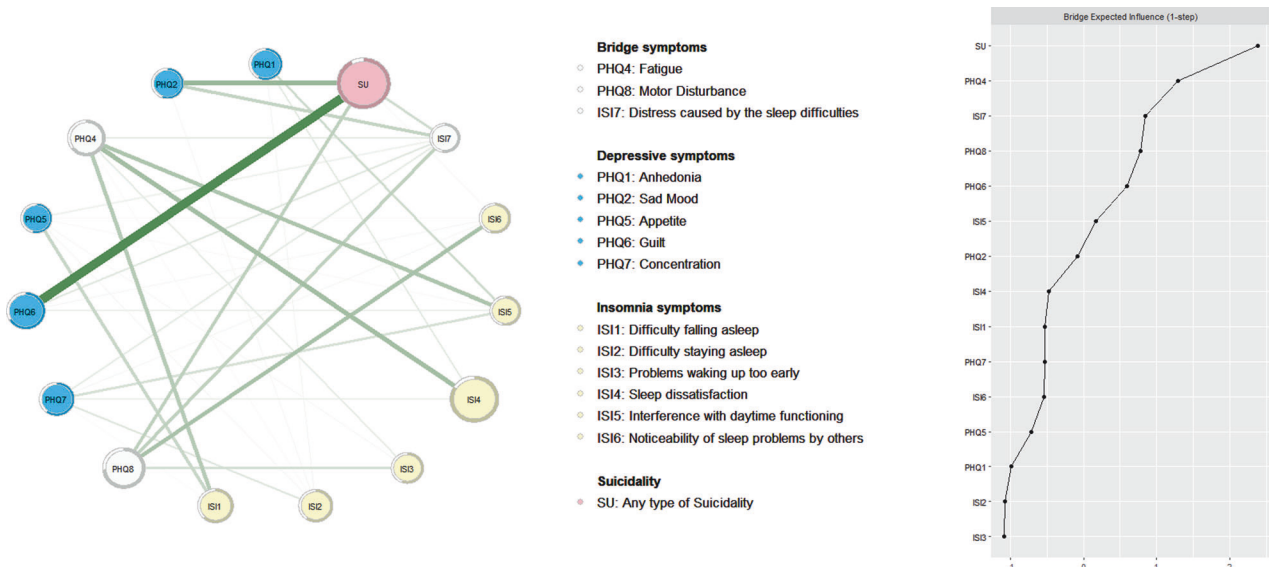 PHQ1
PHQ2
SU
PHQ4
ISI7
PHQ5
ISI6
PHQ6
ISI5
PHQ7
ISI4
PHQ8
ISI3
ISI1
ISI2
Bridge symptoms
PHQ4: Fatigue
PHQ8: Motor Disturbance
ISI7: Distress caused by the sleep difficulties
Depressive symptoms
PHQ1: Anhedonia
PHQ2: Sad Mood
PHQ5: Appetite
PHQ6: Guilt
PHQ7: Concentration
Insomnia symptoms
ISI1: Difficulty falling asleep
ISI2: Difficulty staying asleep
ISI3: Problems waking up too early
ISI4: Sleep dissatisfaction
ISI5: Interference with daytime functioning
ISI6: Noticeability of sleep problems by others
Suicidality
SU: Any type of Suicidality
Bridge Expected Influence (1-step)
SU
PHQ4
ISI7
PHQ8
PHQ6
ISI5
PHQ2
ISI4
ISI1
PHQ7
ISI6
PHQ5
PHQ1
ISI2
ISI3